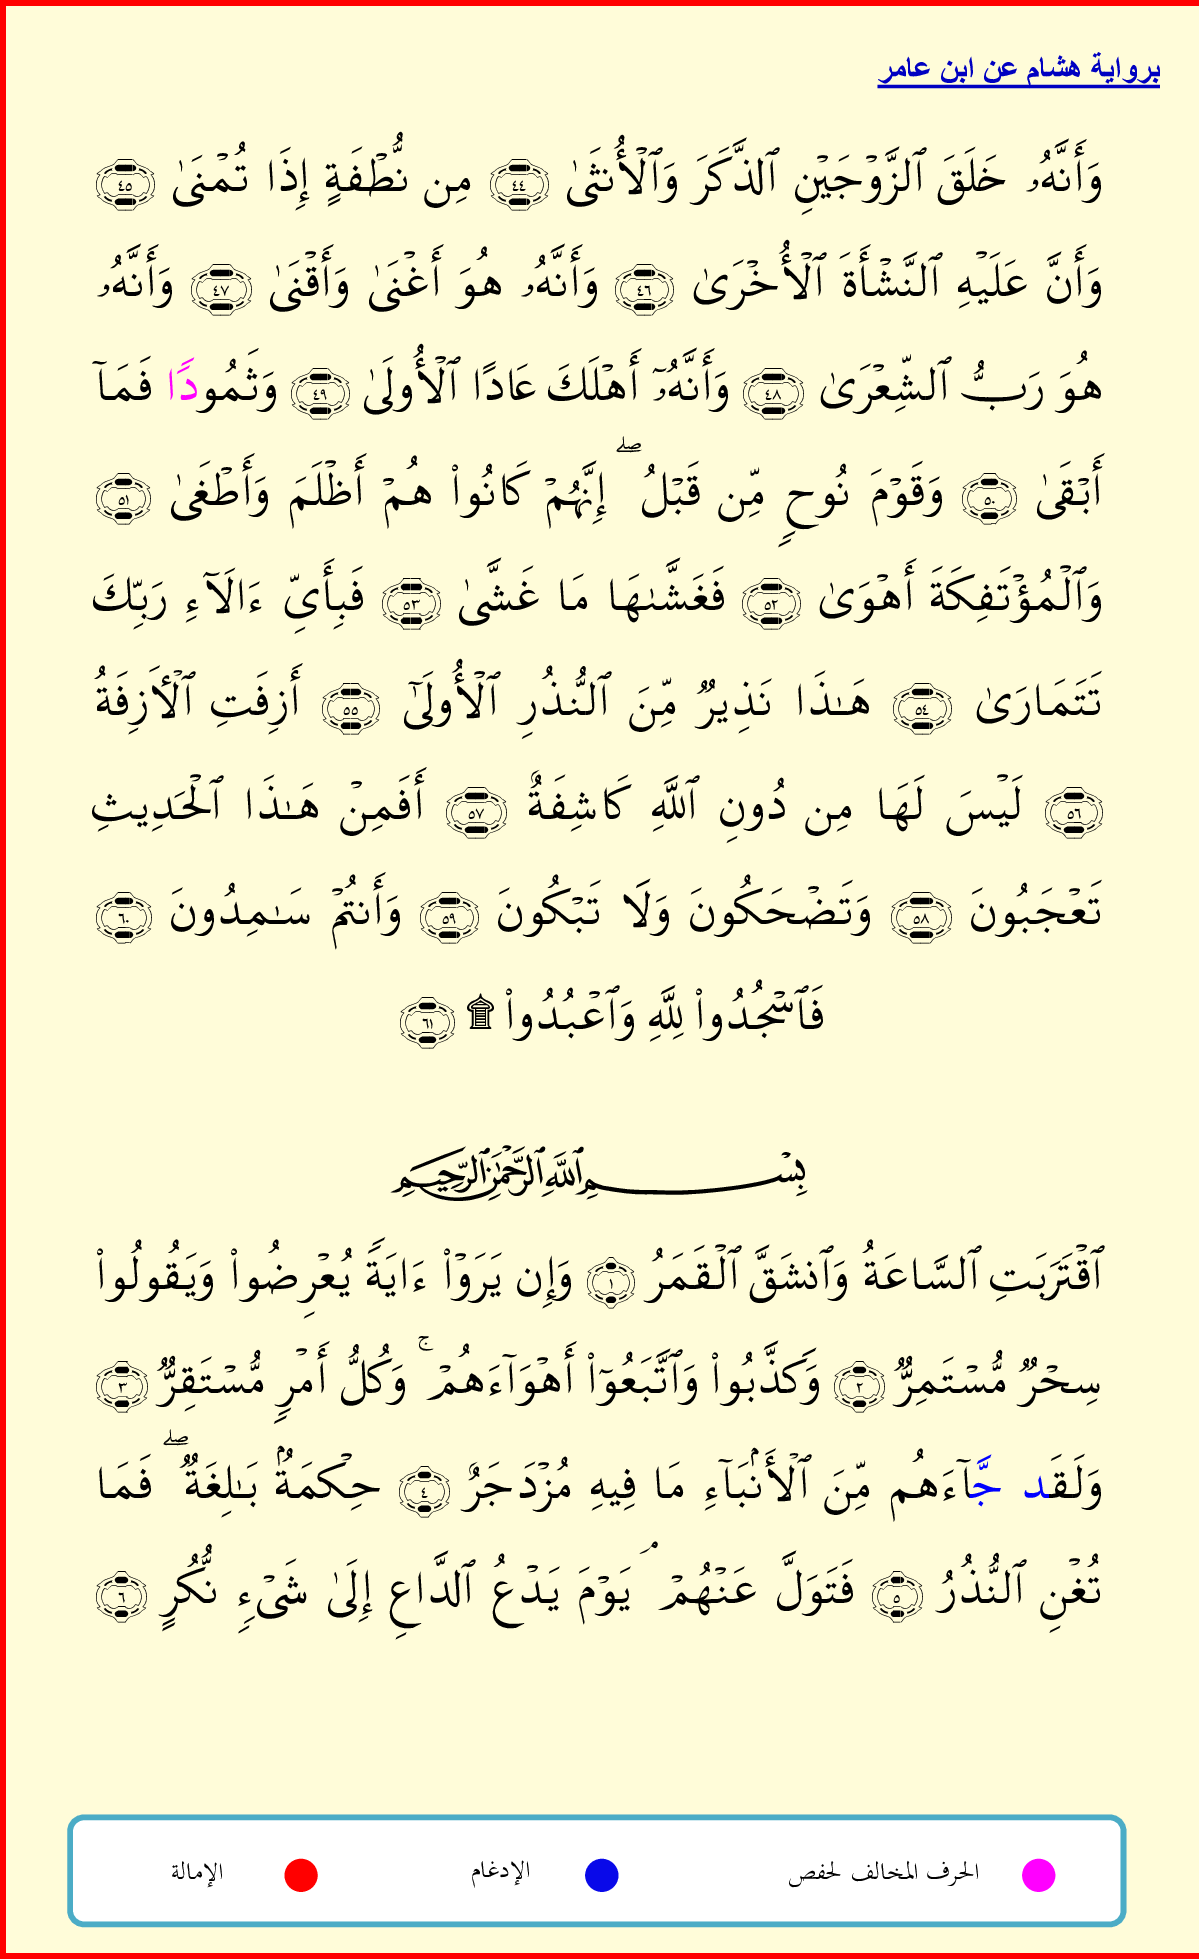 برواية هشام عن ابن عامر
وَأَنَّهُۥ خَلَقَ ٱلزَّوۡجَيۡنِ ٱلذَّكَرَ وَٱلۡأُنثَىٰ ٤٤ مِن نُّطۡفَةٍ إِذَا تُمۡنَىٰ ٤٥
وَأَنَّ عَلَيۡهِ ٱلنَّشۡأَةَ ٱلۡأُخۡرَىٰ ٤٦ وَأَنَّهُۥ هُوَ أَغۡنَىٰ وَأَقۡنَىٰ ٤٧ وَأَنَّهُۥ
هُوَ رَبُّ ٱلشِّعۡرَىٰ ٤٨ وَأَنَّهُۥٓ أَهۡلَكَ عَادًا ٱلۡأُولَىٰ ٤٩ وَثَمُودًا فَمَآ
أَبۡقَىٰ ٥٠ وَقَوۡمَ نُوحٍ مِّن قَبۡلُۖ إِنَّهُمۡ كَانُواْ هُمۡ أَظۡلَمَ وَأَطۡغَىٰ ٥١
وَٱلۡمُؤۡتَفِكَةَ أَهۡوَىٰ ٥٢ فَغَشَّىٰهَا مَا غَشَّىٰ ٥٣ فَبِأَيِّ ءَالَآءِ رَبِّكَ
تَتَمَارَىٰ ٥٤ هَـٰذَا نَذِيرٌ مِّنَ ٱلنُّذُرِ ٱلۡأُولَىٰٓ ٥٥ أَزِفَتِ ٱلۡأَزِفَةُ
٥٦ لَيۡسَ لَهَا مِن دُونِ ٱللَّهِ كَاشِفَةٌ ٥٧ أَفَمِنۡ هَـٰذَا ٱلۡحَدِيثِ
تَعۡجَبُونَ ٥٨ وَتَضۡحَكُونَ وَلَا تَبۡكُونَ ٥٩ وَأَنتُمۡ سَـٰمِدُونَ ٦٠
فَٱسۡجُدُواْ لِلَّهِ وَٱعۡبُدُواْ ۩ ٦١
بِسۡمِ ٱللَّهِ ٱلرَّحۡمَٰنِ ٱلرَّحِيمِ
ٱقۡتَرَبَتِ ٱلسَّاعَةُ وَٱنشَقَّ ٱلۡقَمَرُ ١ وَإِن يَرَوۡاْ ءَايَةً يُعۡرِضُواْ وَيَقُولُواْ
سِحۡرٌ مُّسۡتَمِرٌّ ٢ وَكَذَّبُواْ وَٱتَّبَعُوٓاْ أَهۡوَآءَهُمۡۚ وَكُلُّ أَمۡرٍ مُّسۡتَقِرٌّ ٣
وَلَقَد جَّآءَهُم مِّنَ ٱلۡأَنۢبَآءِ مَا فِيهِ مُزۡدَجَرٌ ٤ حِكۡمَةُۢ بَـٰلِغَةٌۖ فَمَا
تُغۡنِ ٱلنُّذُرُ ٥ فَتَوَلَّ عَنۡهُمۡۘ يَوۡمَ يَدۡعُ ٱلدَّاعِ إِلَىٰ شَيۡءٍ نُّكُرٍ ٦
الحرف المخالف لحفص الإدغام الإمالة